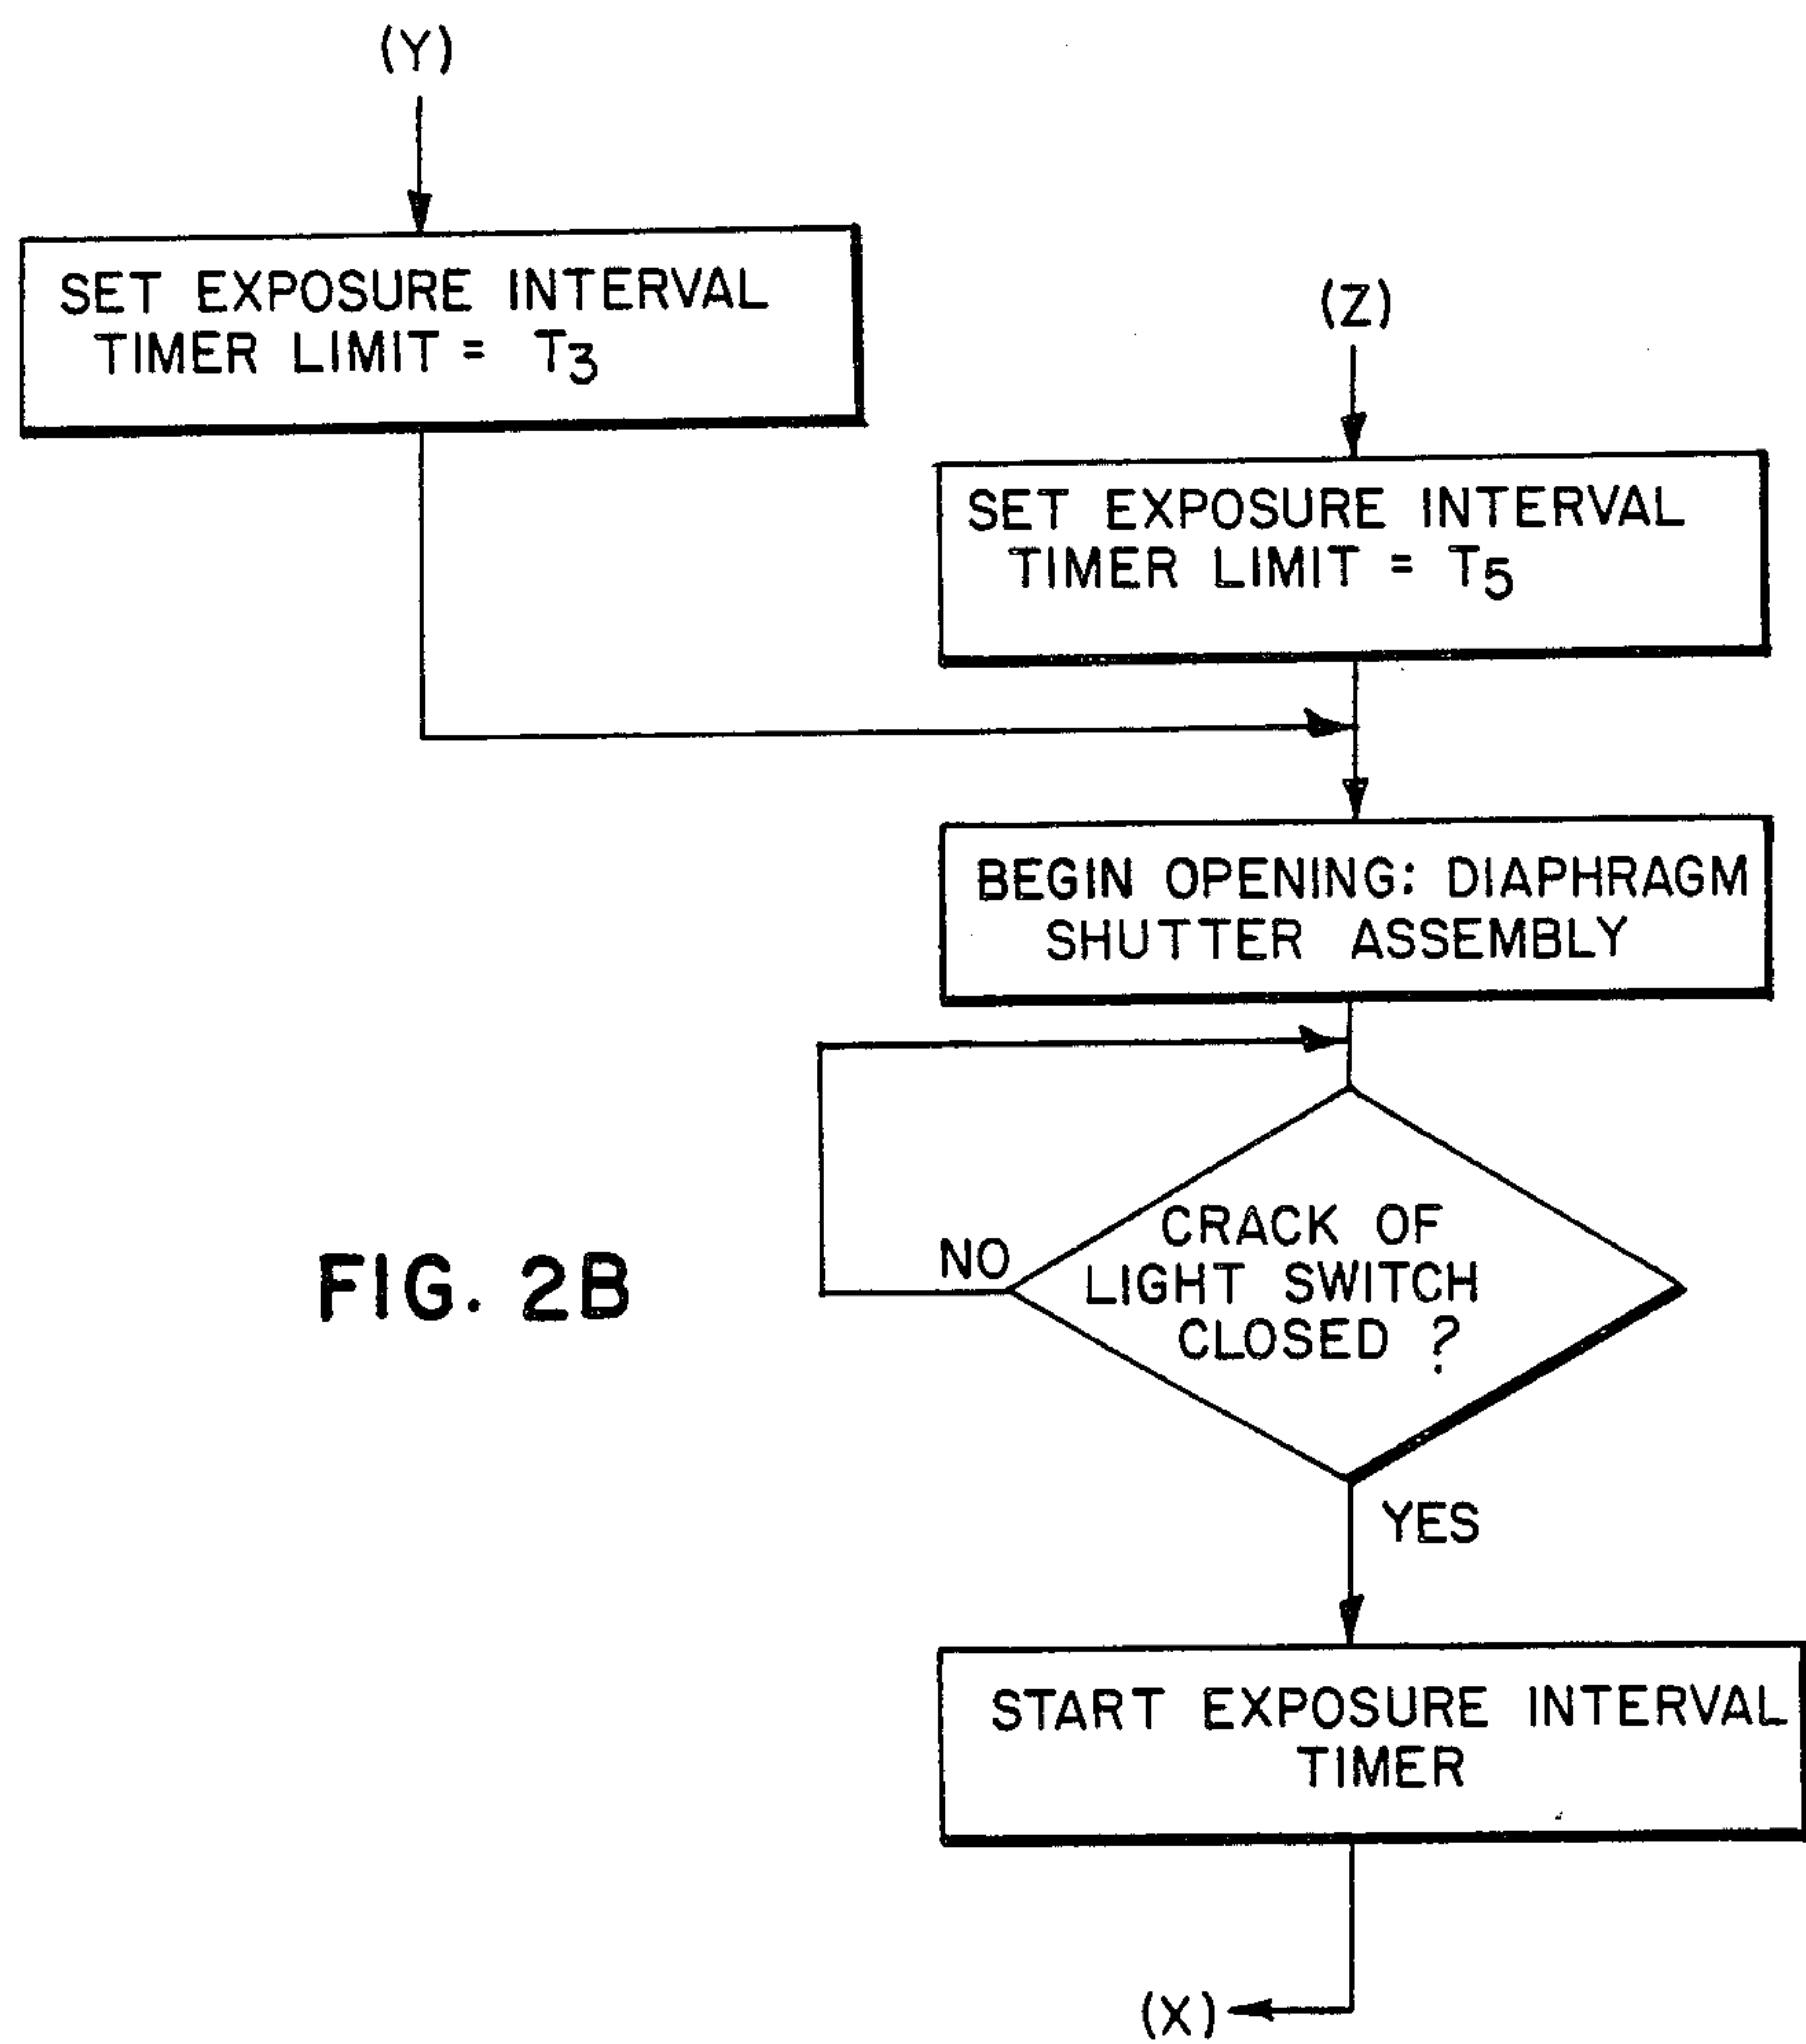 (Y)
SET EXPOSURE INTERVAL
TIMER LIMIT = T3
(Z)
SET EXPOSURE INTERVAL
TIMER LIMIT = T5
BEGIN OPENING: DIAPHRAGM
SHUTTER ASSEMBLY
NO
CRACK OF
LIGHT SWITCH
CLOSED ?
FIG. 2B
YES
START EXPOSURE INTERVAL
TIMER
(X)